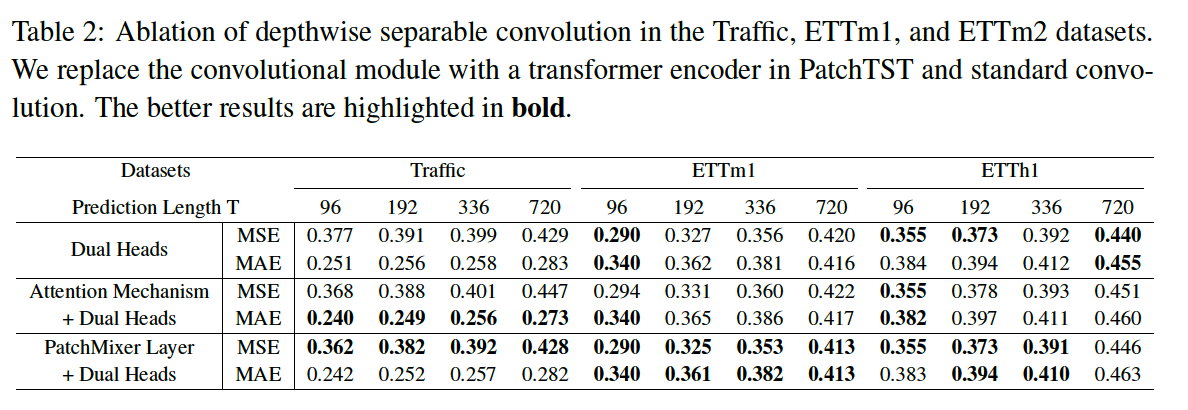 Table 2: Ablation of depthwise separable convolution in the Traffic, ETTm1, and ETTm2 datasets.
We replace the convolutional module with a transformer encoder in PatchTST and standard convo-
lution. The better results are highlighted in bold.
Datasets Traffic ETTm1 ETTh1
Prediction Length T 96 192 336 720 96 192 336 720 96 192 336 720
Dual Heads MSE 0.377 0.391 0.399 0.429 0.290 0.327 0.356 0.420 0.355 0.373 0.392 0.440
MAE 0.251 0.256 0.258 0.283 0.340 0.362 0.381 0.416 0.384 0.394 0.412 0.455
Attention Mechanism MSE 0.368 0.388 0.401 0.447 0.294 0.331 0.360 0.422 0.355 0.378 0.393 0.451
+ Dual Heads MAE 0.240 0.249 0.256 0.273 0.340 0.365 0.386 0.417 0.382 0.397 0.411 0.460
PatchMixer Layer MSE 0.362 0.382 0.392 0.428 0.290 0.325 0.353 0.413 0.355 0.373 0.391 0.446
+ Dual Heads MAE 0.242 0.252 0.257 0.282 0.340 0.361 0.382 0.413 0.383 0.394 0.410 0.463